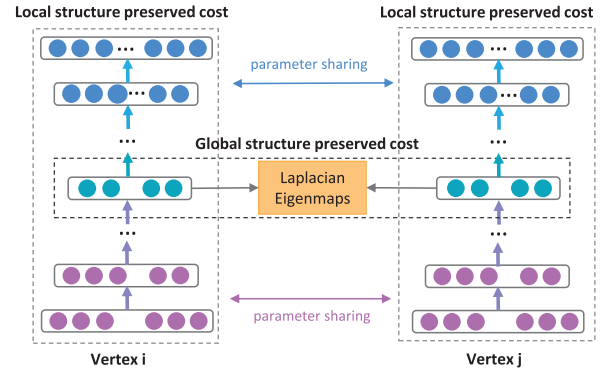 Local structure preserved cost
Local structure preserved cost
...
...
...
...
parameter sharing
...
...
Global structure preserved cost
Laplacian
Eigenmaps
...
...
parameter sharing
Vertex i
Vertex j